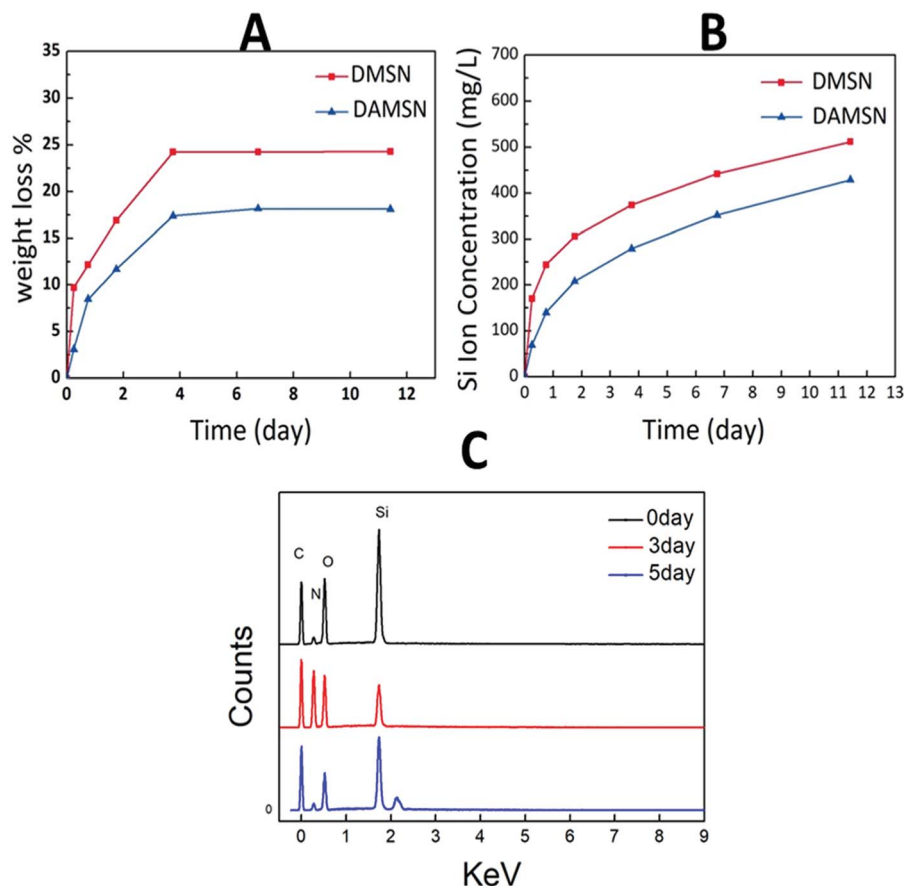 A
35
30
25
20
15
10
5
0
weight loss %
DMSN
DAMSN
0 2 4 6 8 10 12
Time (day)
B
700
600
500
400
300
200
100
0
Si Ion Concentration (mg/L)
DMSN
DAMSN
0 1 2 3 4 5 6 7 8 9 10 11 12 13
Time (day)
C
Counts
0
C
N
O
Si
0day
3day
5day
0 1 2 3 4 5 6 7 8 9
KeV